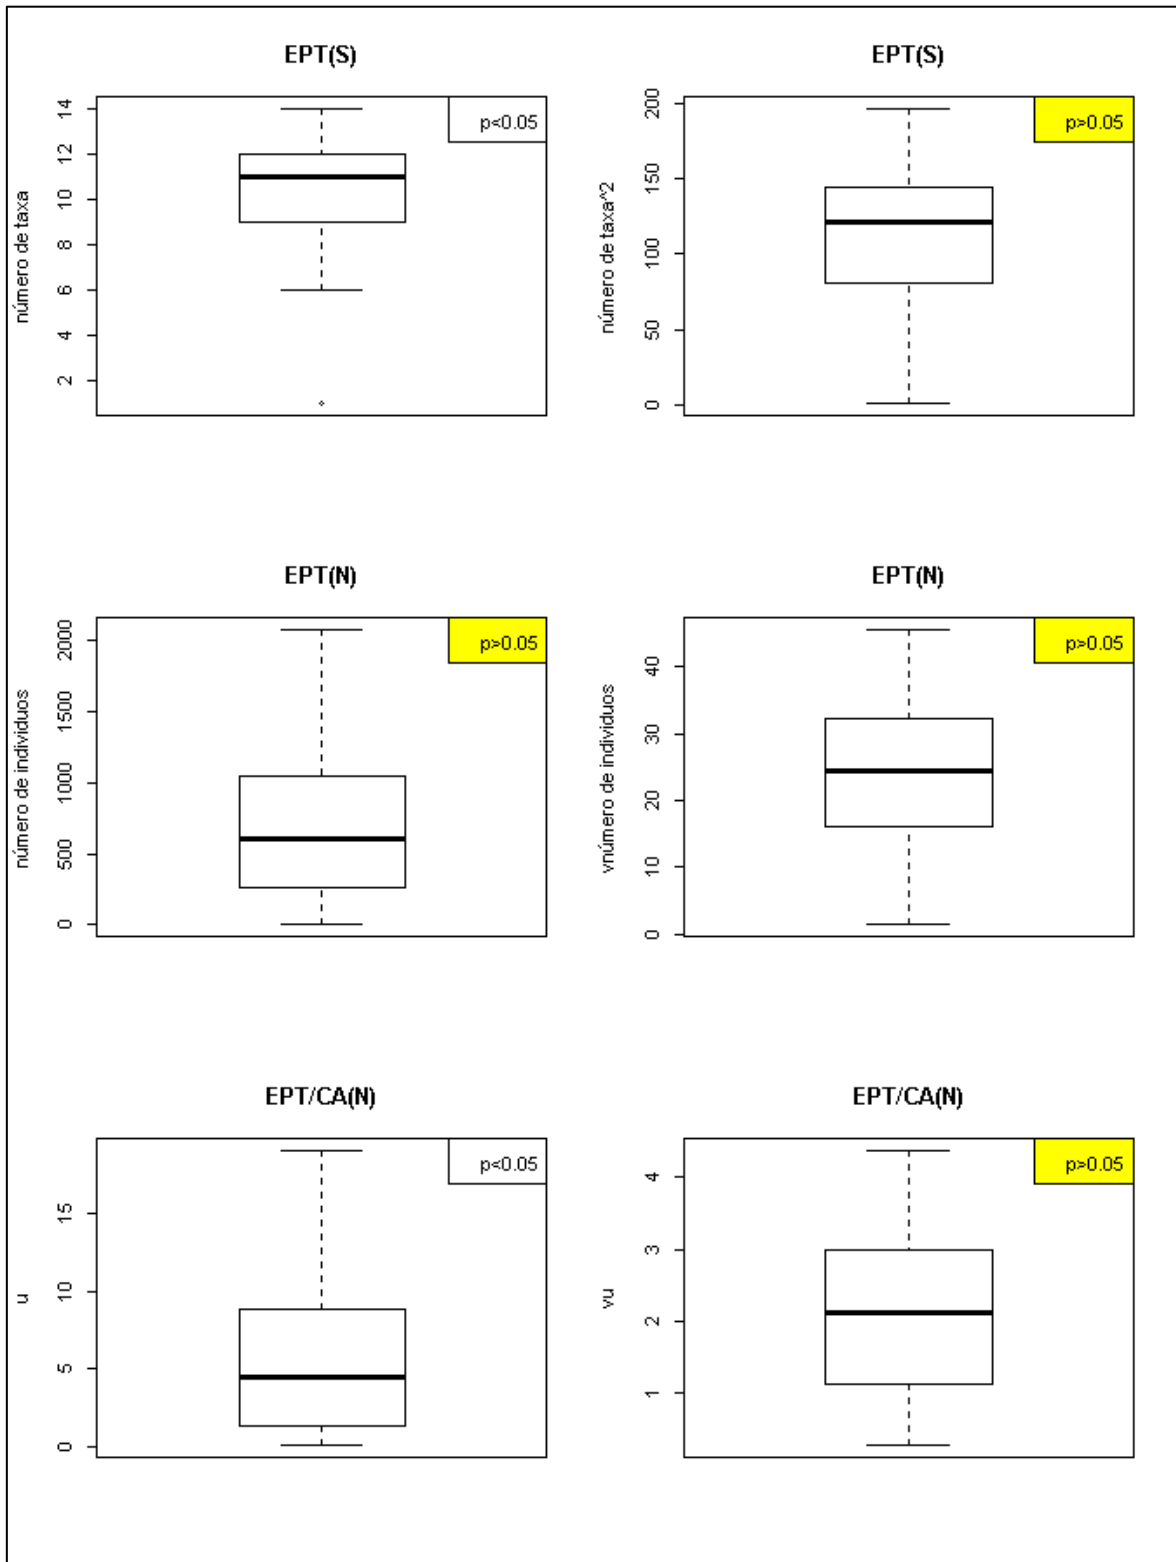 EPT(S)
p<0.05
número de taxa
14
12
10
8
6
4
2
EPT(S)
p>0.05
número de taxa^2
200
150
100
50
0
EPT(N)
p>0.05
número de individuos
2000
1500
1000
500
0
EPT(N)
p>0.05
vnúmero de individuos
40
30
20
10
0
EPT/CA(N)
p<0.05
u
15
10
5
0
EPT/CA(N)
p>0.05
vu
4
3
2
1